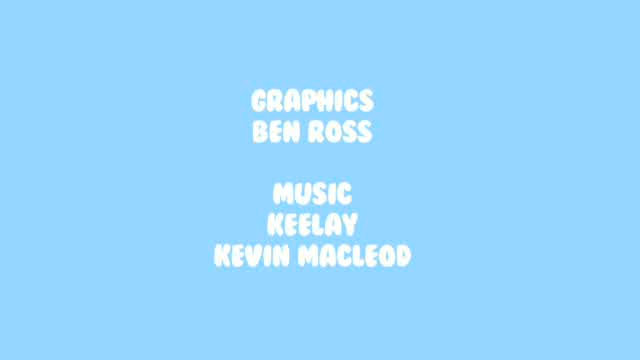 GRAPHICS
BEN ROSS
MUSIC
KEELAY
KEVIN MACLEOD